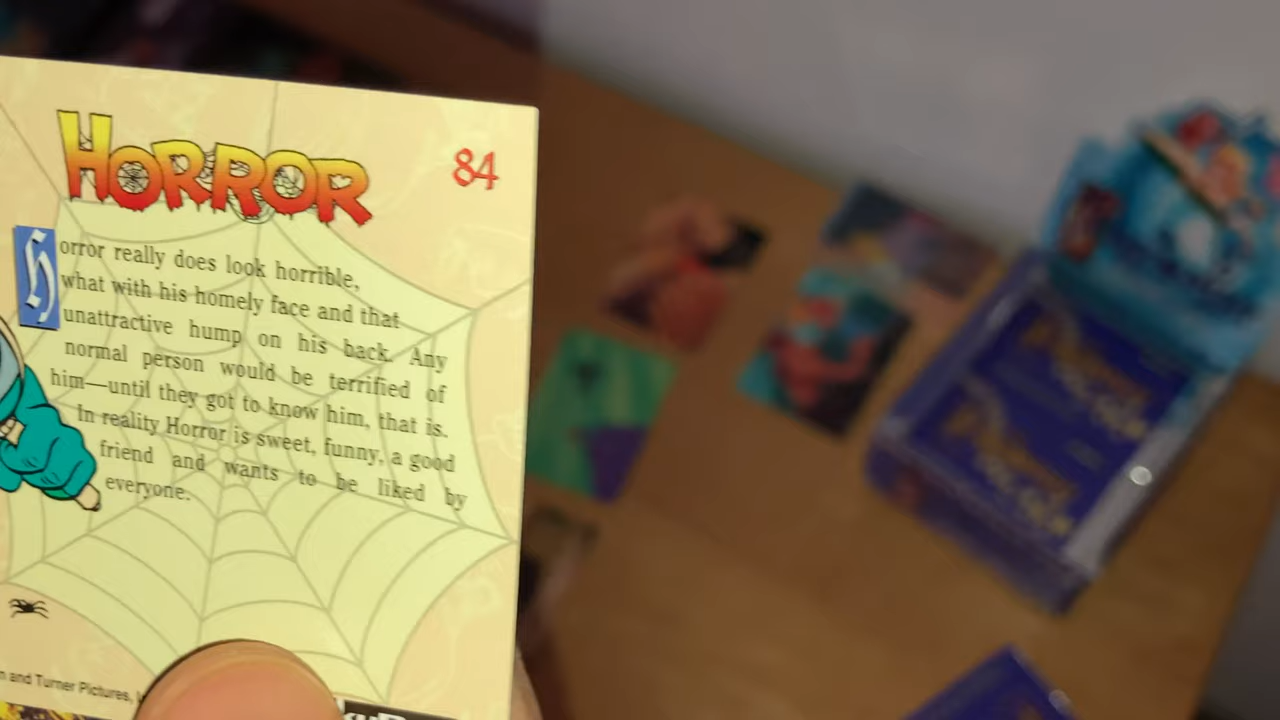 HORROR
84
Horror really does look horrible,
what with his homely face and that
unattractive hump on his back. Any
normal person would be terrified of
him—until they got to know him, that is.
In reality Horror is sweet, funny, a good
friend and wants to be liked by
everyone.
and Turner Pictures,